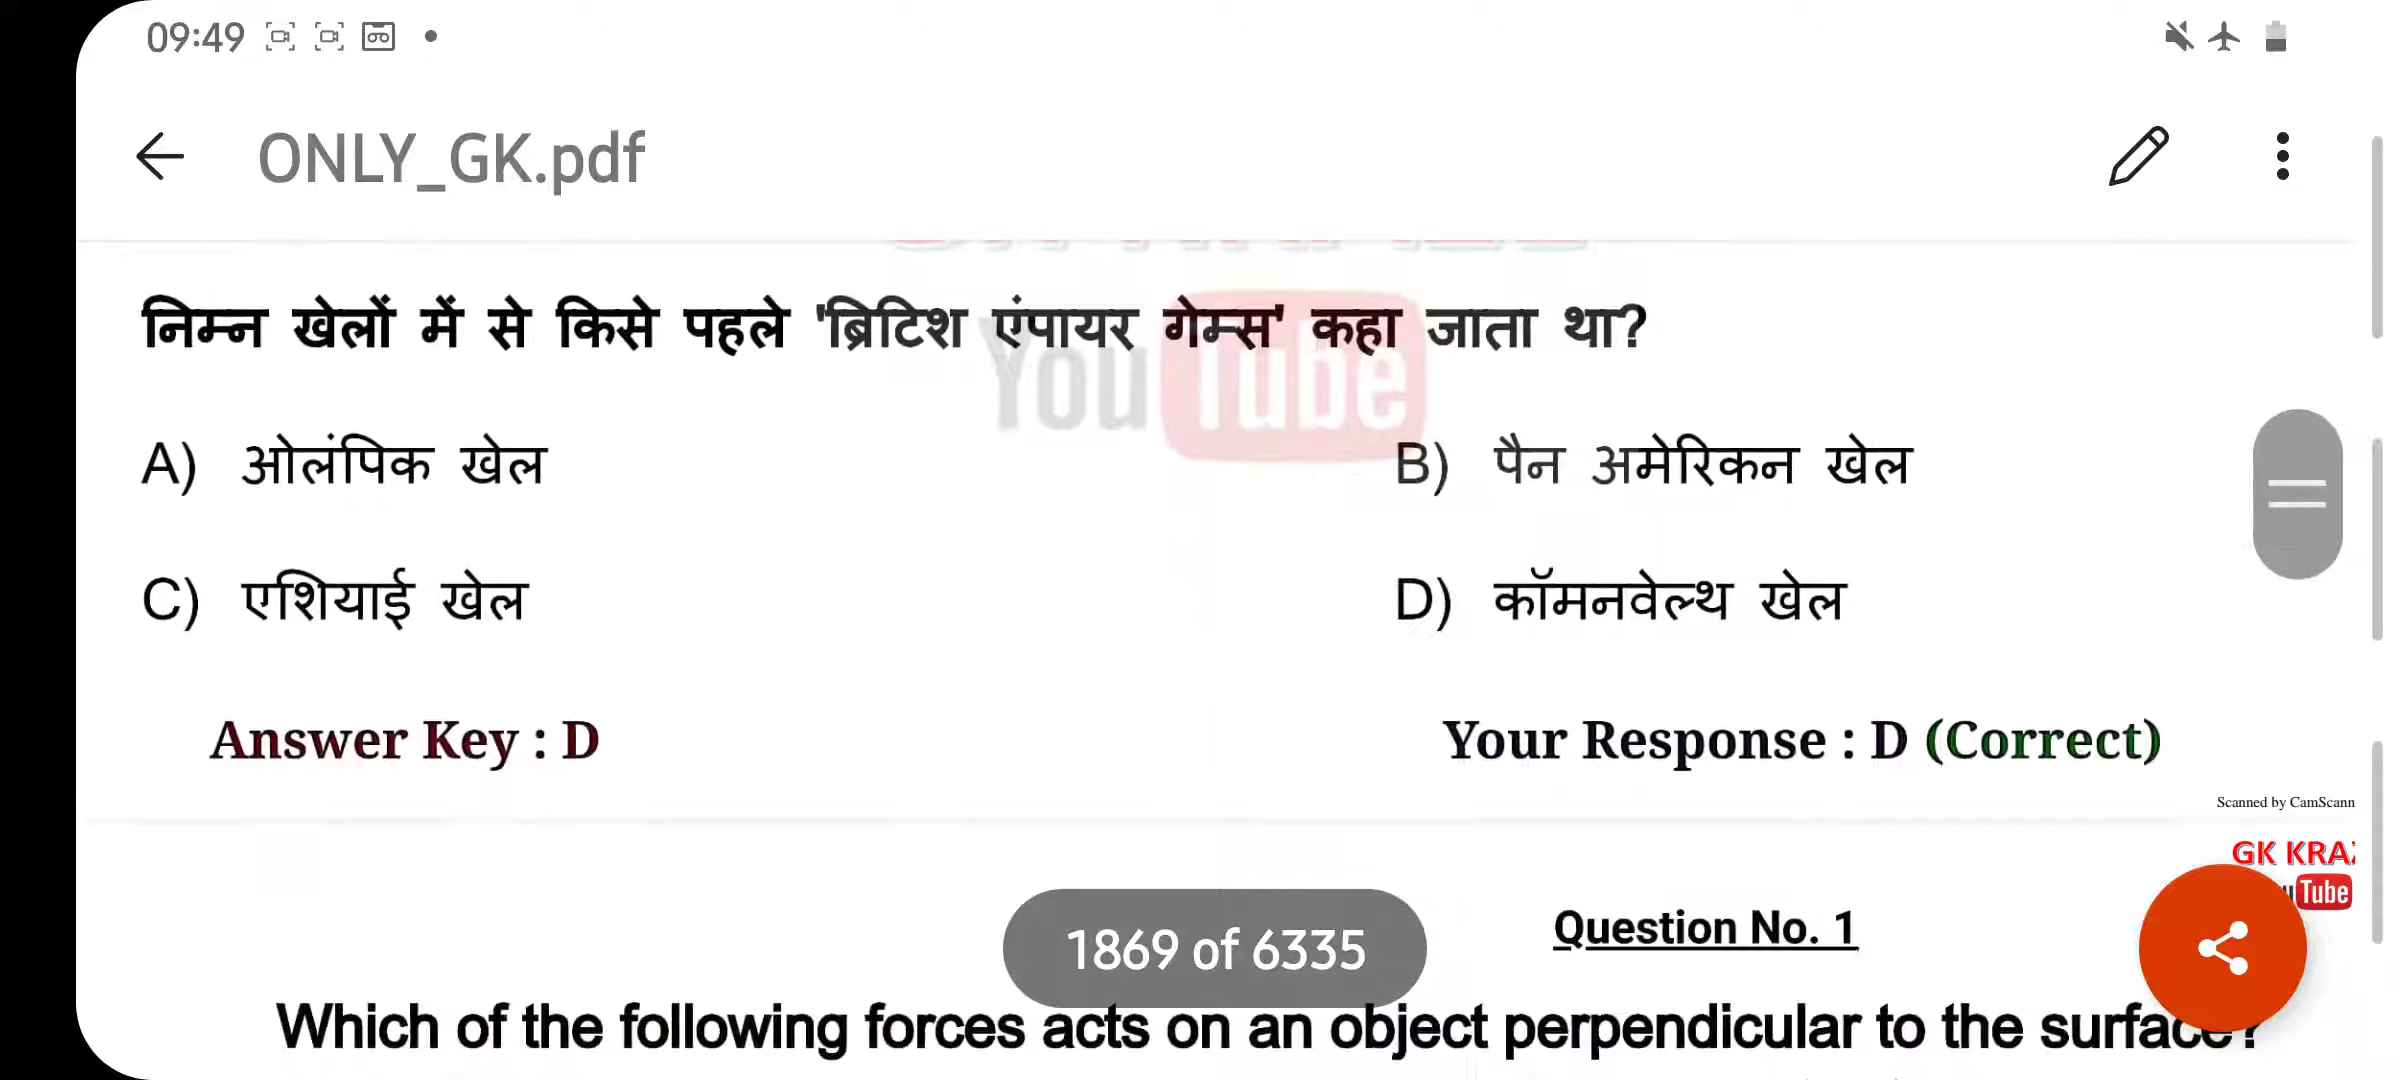 09:49
ONLY_GK.pdf
निम्न खेलों में से किसे पहले 'ब्रिटिश एंपायर गेम्स' कहा जाता था?
YouTube
A) ओलंपिक खेल
B) पैन अमेरिकन खेल
C) एशियाई खेल
D) कॉमनवेल्थ खेल
Answer Key : D
Your Response : D (Correct)
Scanned by CamScann
GK KRA
Tube
Question No. 1
1869 of 6335
Which of the following forces acts on an object perpendicular to the surface?